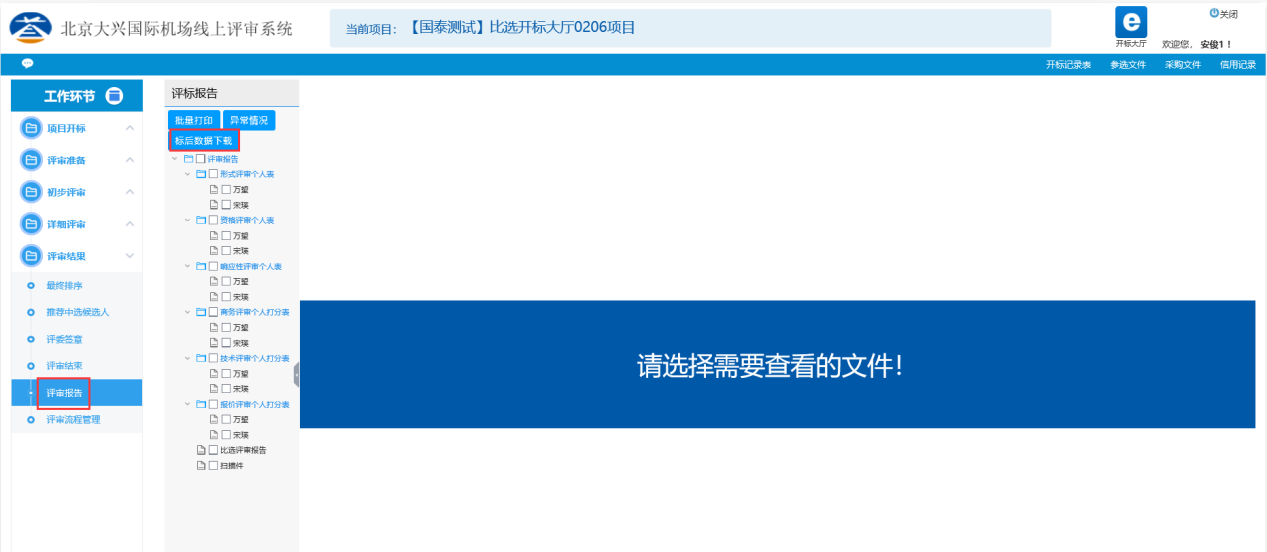 北京大兴国际机场线上评审系统
当前项目：【国泰测试】比选开标大厅0206项目
e
开标大厅
关闭
欢迎您，安俊1！
开标记录表 参选文件 采购文件 信用记录
工作环节
项目开标
评审准备
初步评审
详细评审
评审结果
最终排序
推荐中选候选人
评委签章
评审结束
评审报告
评审流程管理
评标报告
批量打印 异常情况
标后数据下载
评审报告
形式评审个人表
万望
宋瑛
资格评审个人表
万望
宋瑛
响应性评审个人表
万望
宋瑛
商务评审个人打分表
万望
宋瑛
技术评审个人打分表
万望
宋瑛
报价评审个人打分表
万望
宋瑛
比选评审报告
扫描件
请选择需要查看的文件！